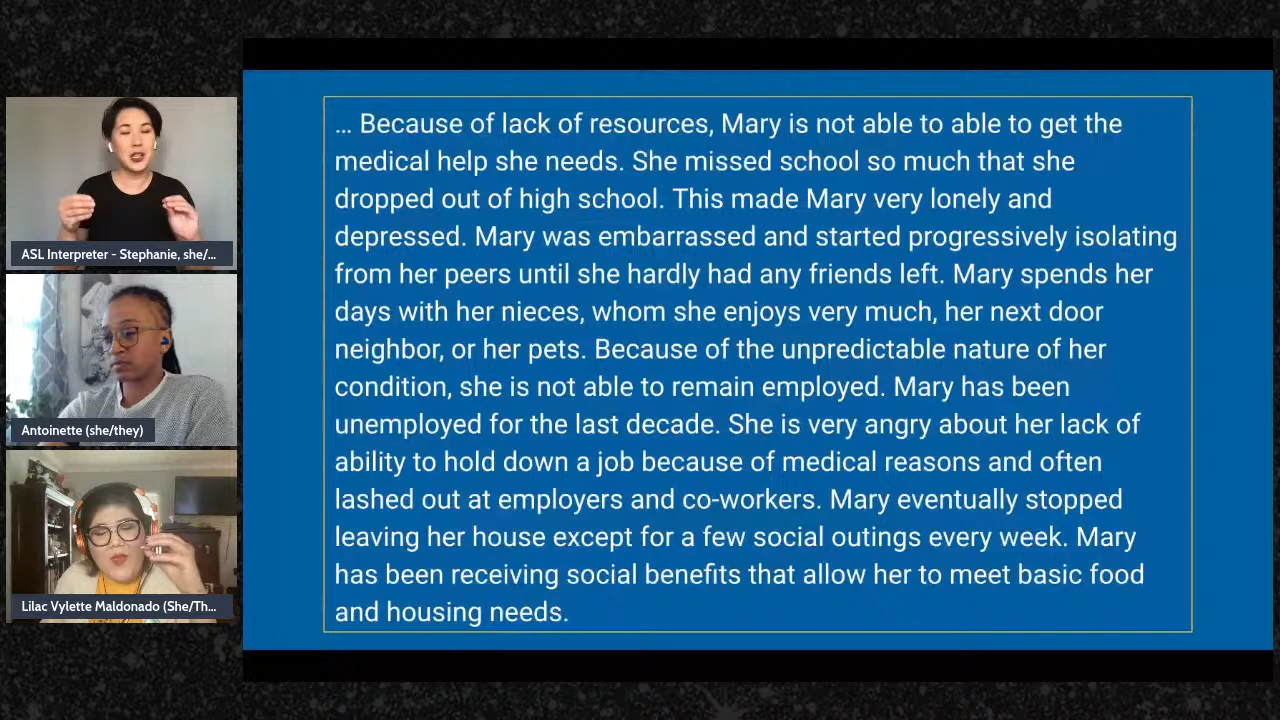 ASL Interpreter - Stephanie, she/...
Antoinette (she/they)
Lilac Vylette Maldonado (She/Th...
... Because of lack of resources, Mary is not able to able to get the
medical help she needs. She missed school so much that she
dropped out of high school. This made Mary very lonely and
depressed. Mary was embarrassed and started progressively isolating
from her peers until she hardly had any friends left. Mary spends her
days with her nieces, whom she enjoys very much, her next door
neighbor, or her pets. Because of the unpredictable nature of her
condition, she is not able to remain employed. Mary has been
unemployed for the last decade. She is very angry about her lack of
ability to hold down a job because of medical reasons and often
lashed out at employers and co-workers. Mary eventually stopped
leaving her house except for a few social outings every week. Mary
has been receiving social benefits that allow her to meet basic food
and housing needs.